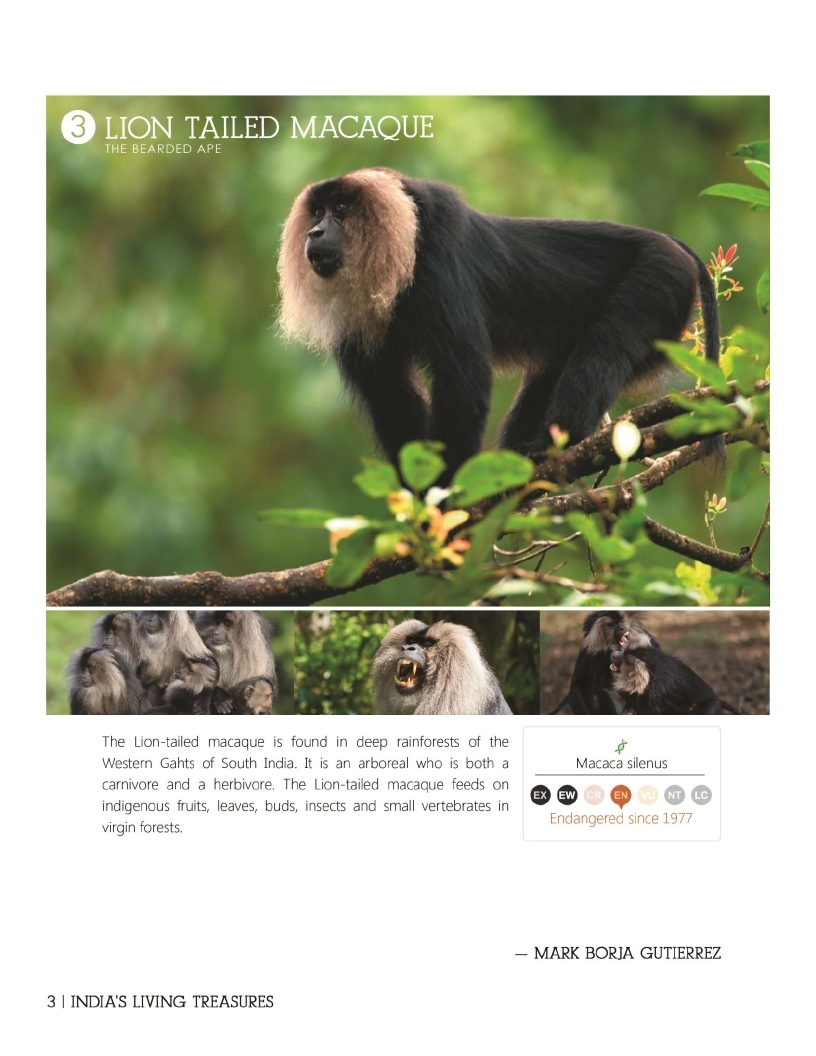 3 LION TAILED MACAQUE
THE BEARDED APE
The Lion-tailed macaque is found in deep rainforests of the
Western Gahts of South India. It is an arboreal who is both a
carnivore and a herbivore. The Lion-tailed macaque feeds on
indigenous fruits, leaves, buds, insects and small vertebrates in
virgin forests.
Macaca silenus
EX EW CR EN VU NT LC
Endangered since 1977
— MARK BORJA GUTIERREZ
3 | INDIA'S LIVING TREASURES